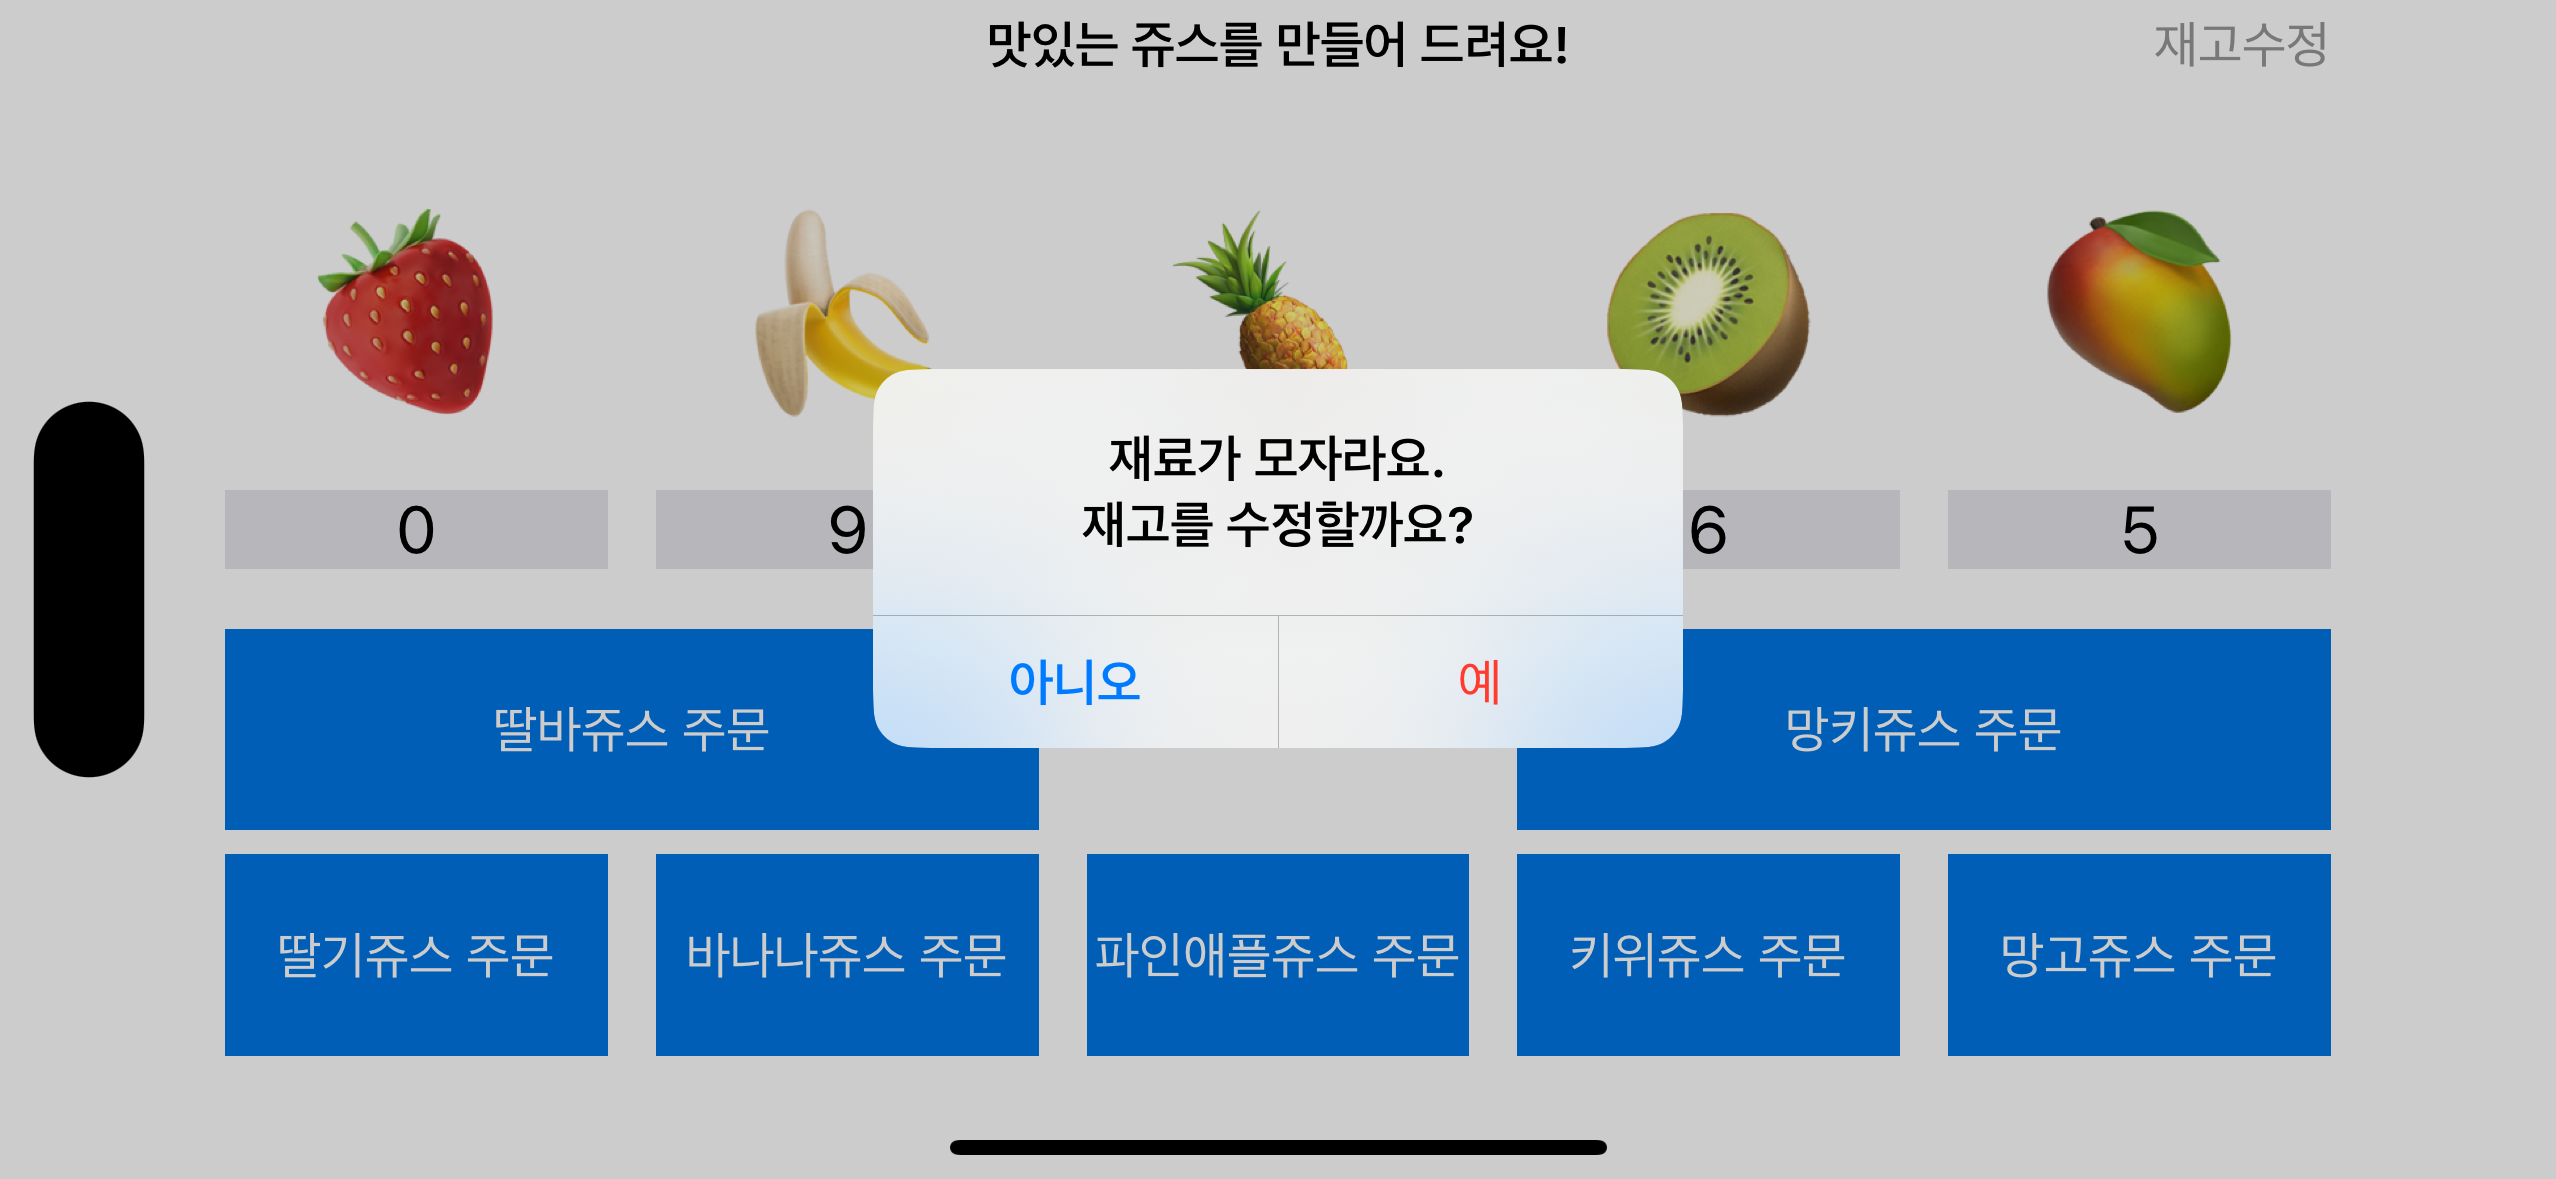 맛있는 쥬스를 만들어 드려요!
재고수정
재료가 모자라요.
재고를 수정할까요?
0
9
6
5
아니오
예
딸바쥬스 주문
망키쥬스 주문
딸기쥬스 주문
바나나쥬스 주문
파인애플쥬스 주문
키위쥬스 주문
망고쥬스 주문